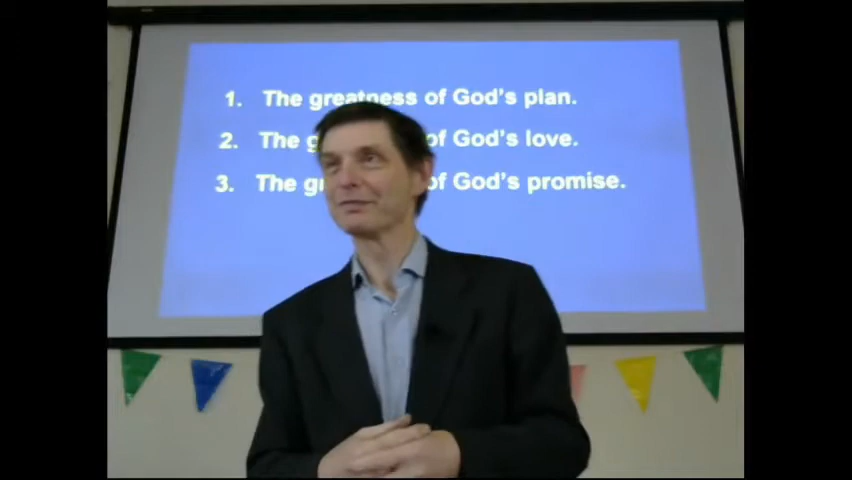 1. The greatness of God's plan.
2. The of God's love.
3. The of God's promise.